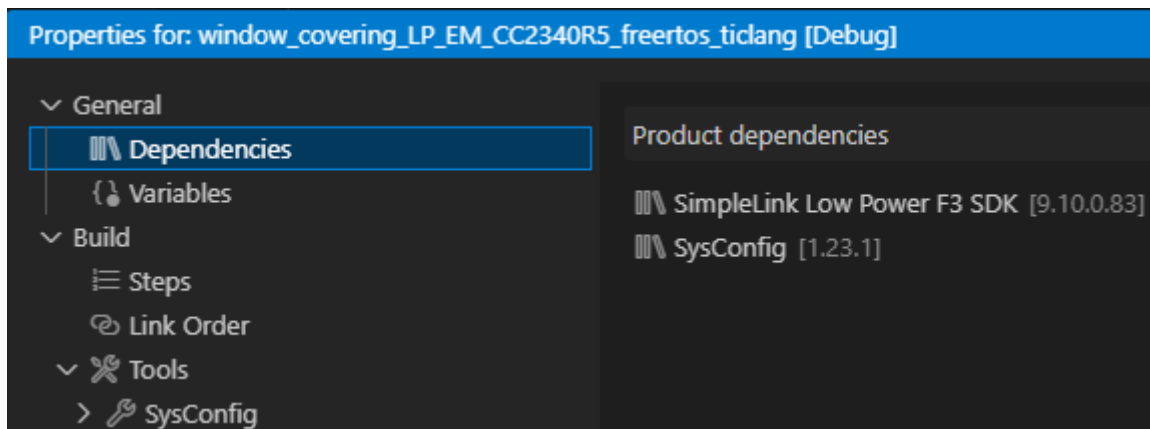 Properties for: window_covering_LP_EM_CC2340R5_freertos_ticlang [Debug]
General
Dependencies
Variables
Build
Steps
Link Order
Tools
SysConfig
Product dependencies
SimpleLink Low Power F3 SDK [9.10.0.83]
SysConfig [1.23.1]